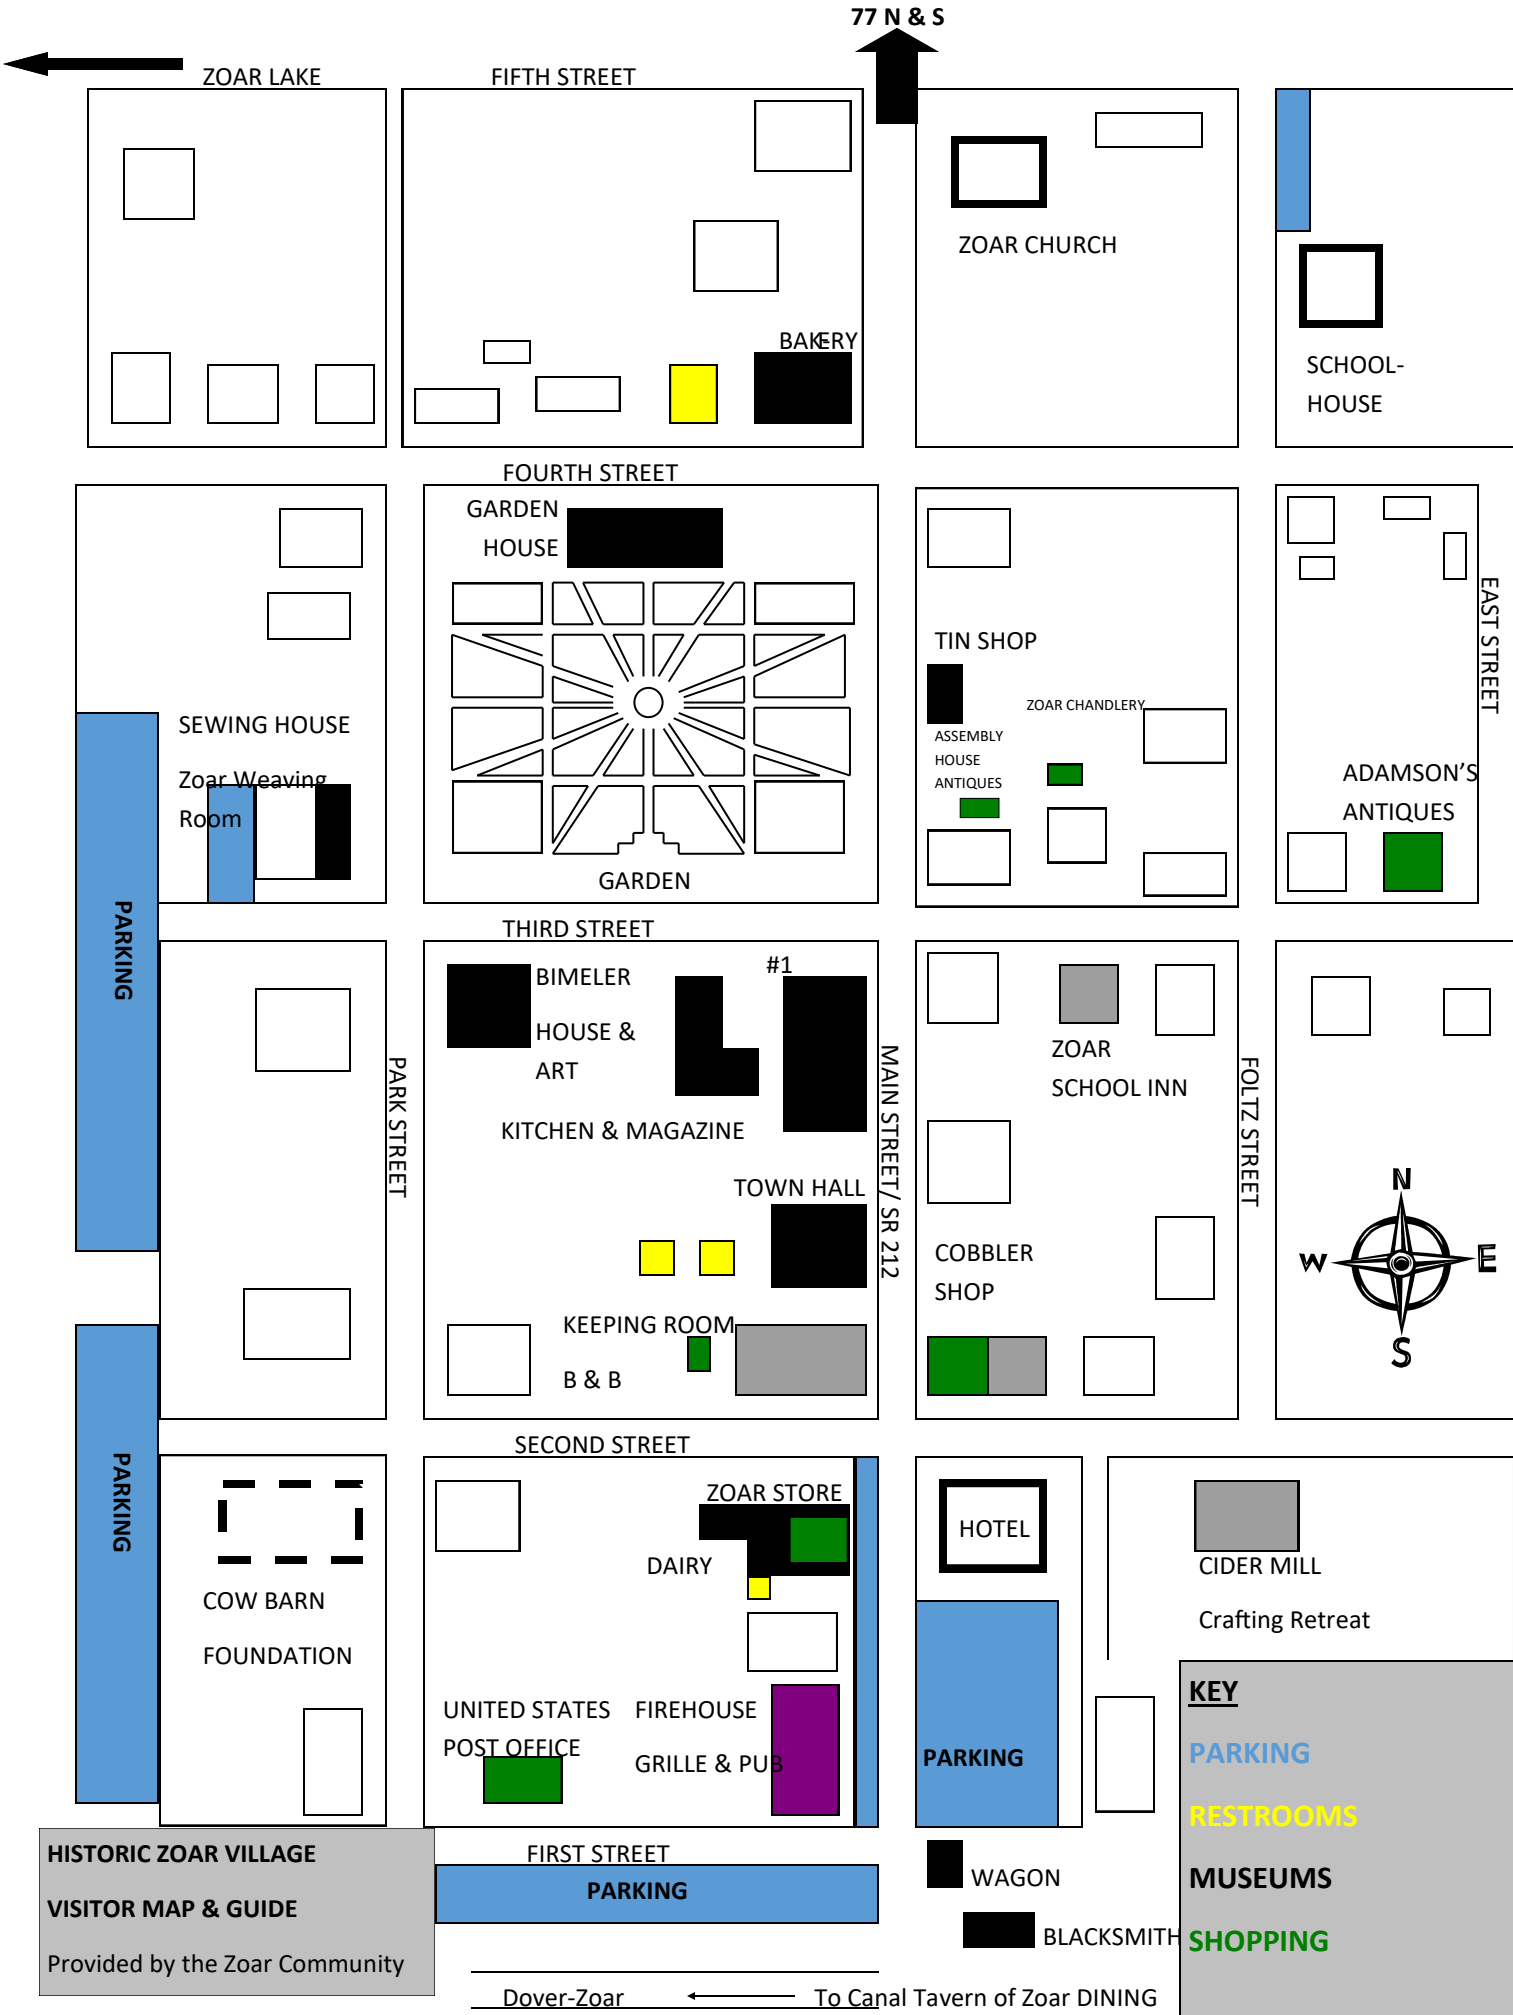 77 N & S
ZOAR LAKE
FIFTH STREET
ZOAR CHURCH
BAKERY
SCHOOL-
HOUSE
FOURTH STREET
GARDEN
HOUSE
EAST STREET
TIN SHOP
ZOAR CHANDLERY
SEWING HOUSE
ASSEMBLY
HOUSE
ANTIQUES
Zoar Weaving
Room
ADAMSON'S
ANTIQUES
GARDEN
PARKING
THIRD STREET
#1
BIMELER
HOUSE &
ART
ZOAR
SCHOOL INN
KITCHEN & MAGAZINE
PARK STREET
MAIN STREET/ SR 212
FOLTZ STREET
TOWN HALL
N
W
E
S
COBBLER
SHOP
KEEPING ROOM
B & B
SECOND STREET
PARKING
ZOAR STORE
HOTEL
DAIRY
CIDER MILL
COW BARN
Crafting Retreat
FOUNDATION
UNITED STATES
POST OFFICE
FIREHOUSE
GRILLE & PUB
PARKING
KEY
PARKING
RESTROOMS
MUSEUMS
SHOPPING
HISTORIC ZOAR VILLAGE
VISITOR MAP & GUIDE
Provided by the Zoar Community
FIRST STREET
PARKING
WAGON
BLACKSMITH
Dover-Zoar
To Canal Tavern of Zoar DINING